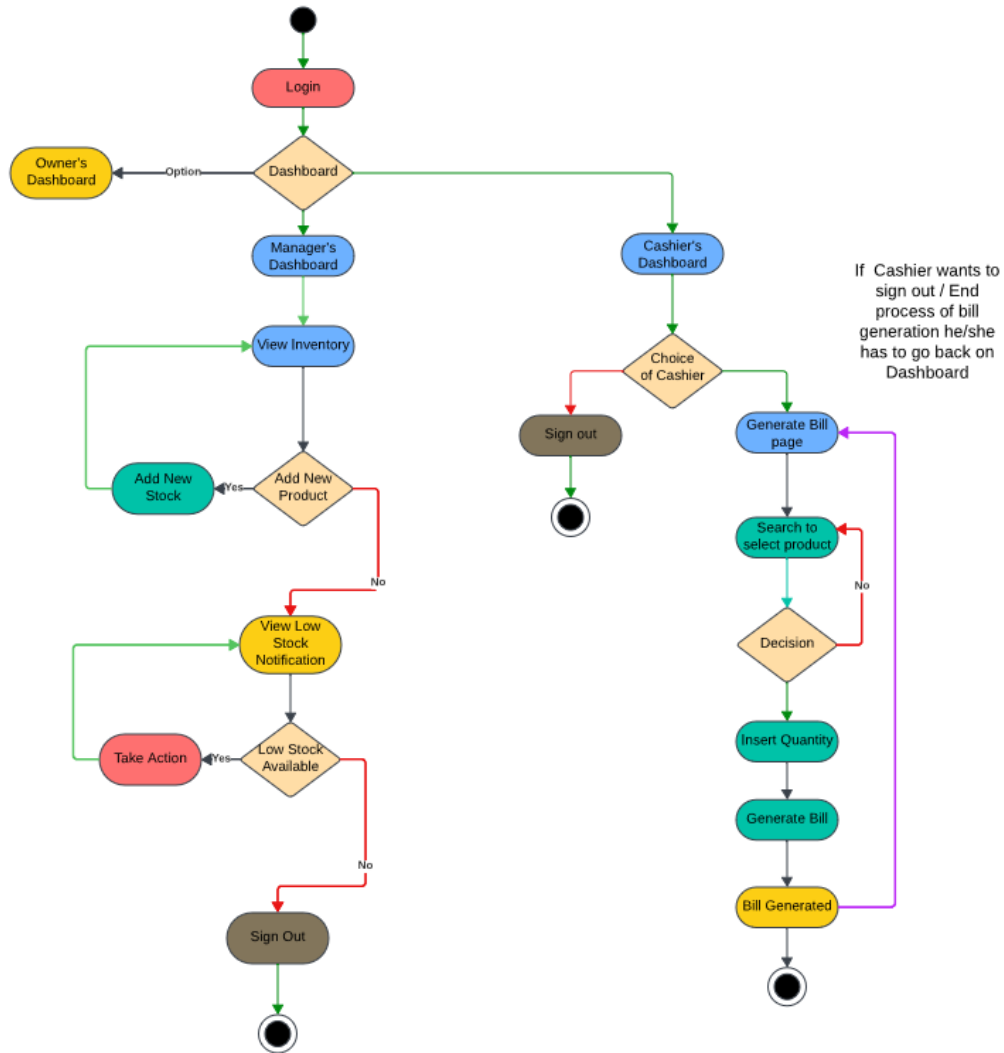 Login
Dashboard
Owner's
Dashboard
Option
Manager's
Dashboard
Cashier's
Dashboard
If Cashier wants to
sign out / End
process of bill
generation he/she
has to go back on
Dashboard
View Inventory
Choice
of Cashier
Sign out
Generate Bill
page
Add New
Stock
Yes
Add New
Product
No
Search to
select product
No
Decision
View Low
Stock
Notification
Take Action
Yes
Low Stock
Available
No
Insert Quantity
Generate Bill
Bill Generated
Sign Out